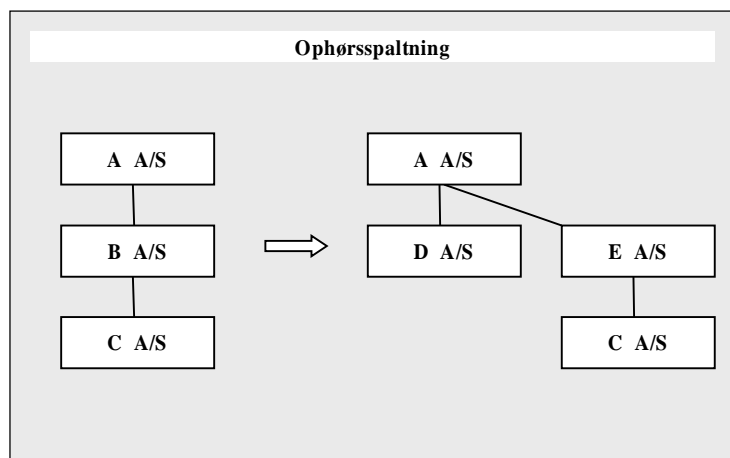 Ophørsspaltning
A A/S
A A/S
B A/S
D A/S
E A/S
C A/S
C A/S